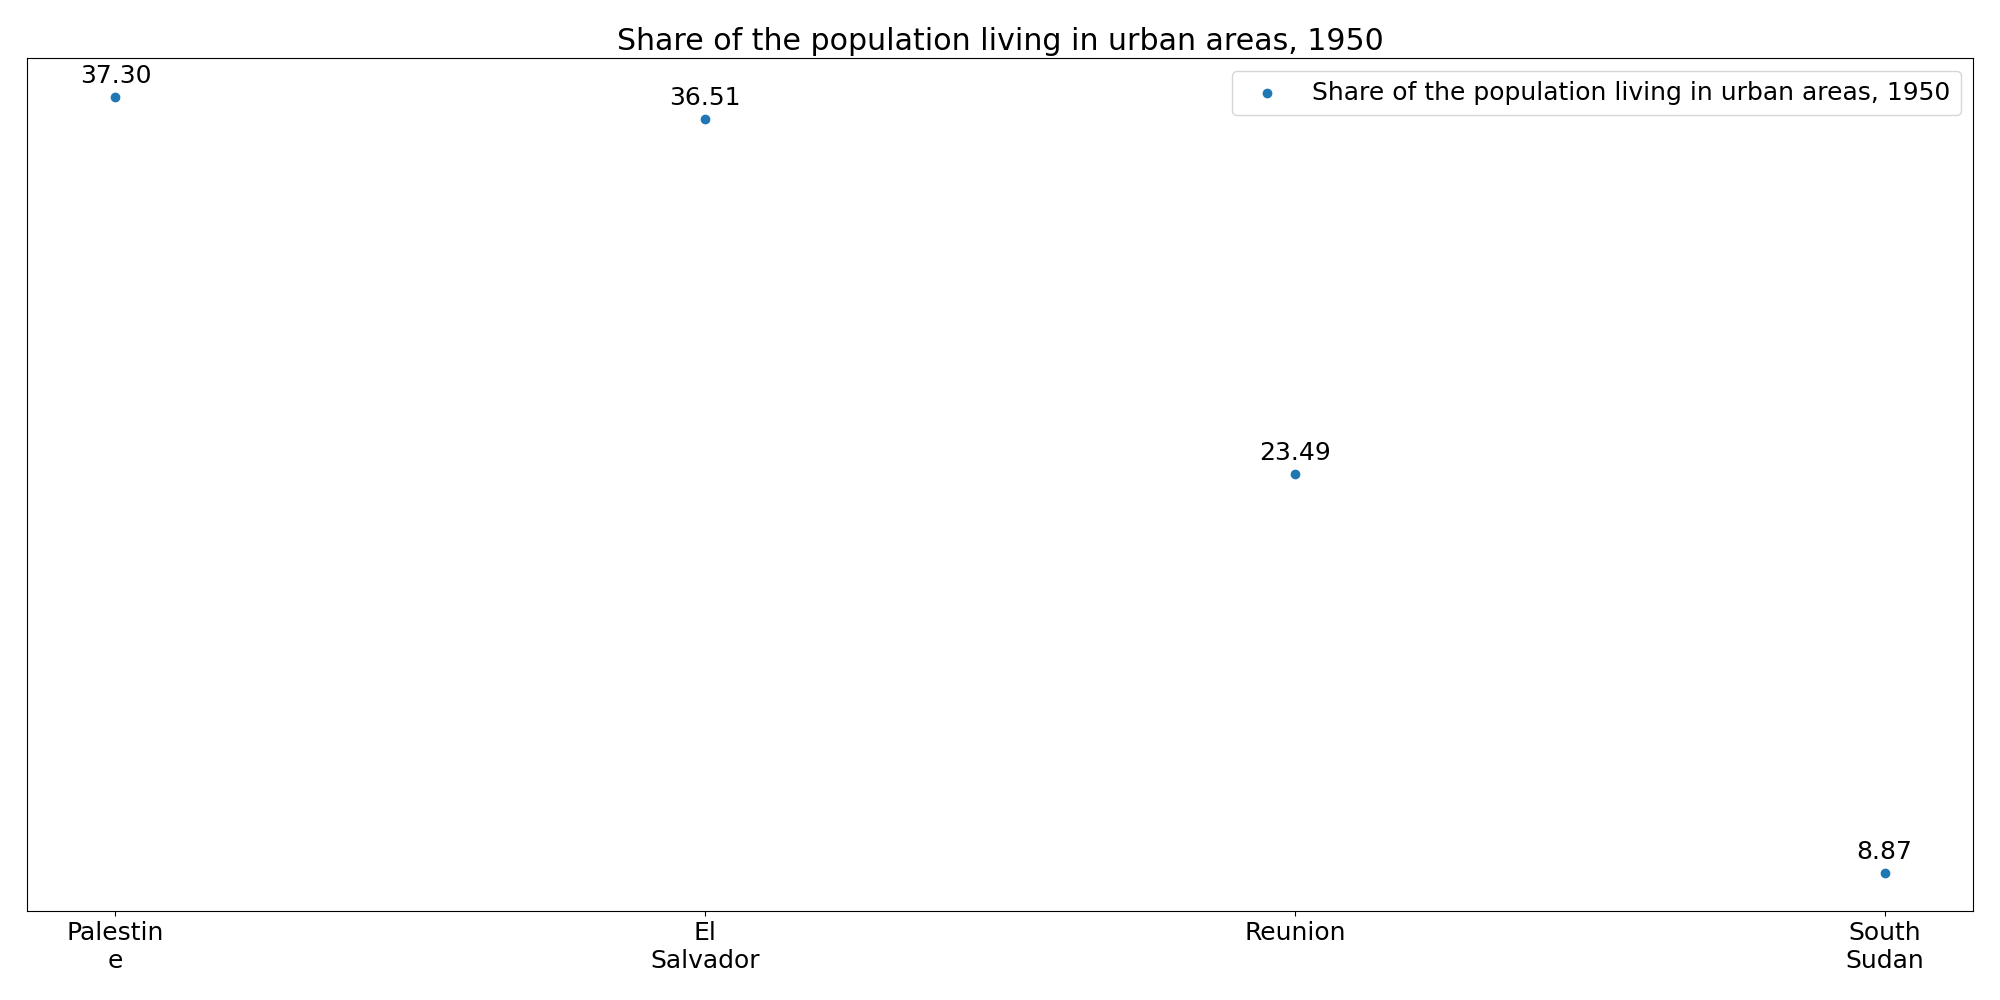 Share of the population living in urban areas, 1950
37.30
36.51
Share of the population living in urban areas, 1950
23.49
8.87
Palestin
e
El
Salvador
Reunion
South
Sudan